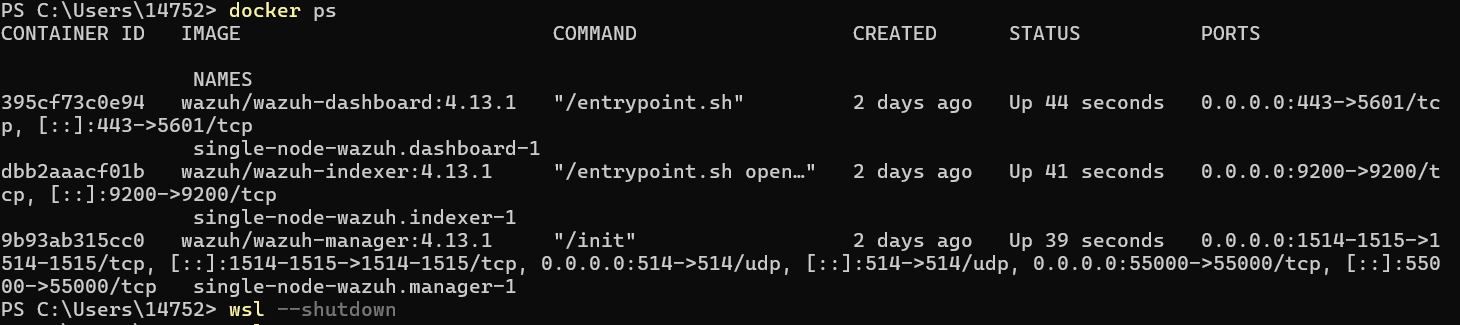 PS C:\Users\14752> docker ps
CONTAINER ID   IMAGE                          COMMAND                  CREATED      STATUS          PORTS
                NAMES
395cf73c0e94   wazuh/wazuh-dashboard:4.13.1   "/entrypoint.sh"         2 days ago   Up 44 seconds   0.0.0.0:443->5601/tc
p, [::]:443->5601/tcp
                single-node-wazuh.dashboard-1
dbb2aaacf01b   wazuh/wazuh-indexer:4.13.1     "/entrypoint.sh open…"   2 days ago   Up 41 seconds   0.0.0.0:9200->9200/t
cp, [::]:9200->9200/tcp
                single-node-wazuh.indexer-1
9b93ab315cc0   wazuh/wazuh-manager:4.13.1     "/init"                  2 days ago   Up 39 seconds   0.0.0.0:1514-1515->1
514-1515/tcp, [::]:1514-1515->1514-1515/tcp, 0.0.0.0:514->514/udp, [::]:514->514/udp, 0.0.0.0:55000->55000/tcp, [::]:550
00->55000/tcp   single-node-wazuh.manager-1
PS C:\Users\14752> wsl --shutdown